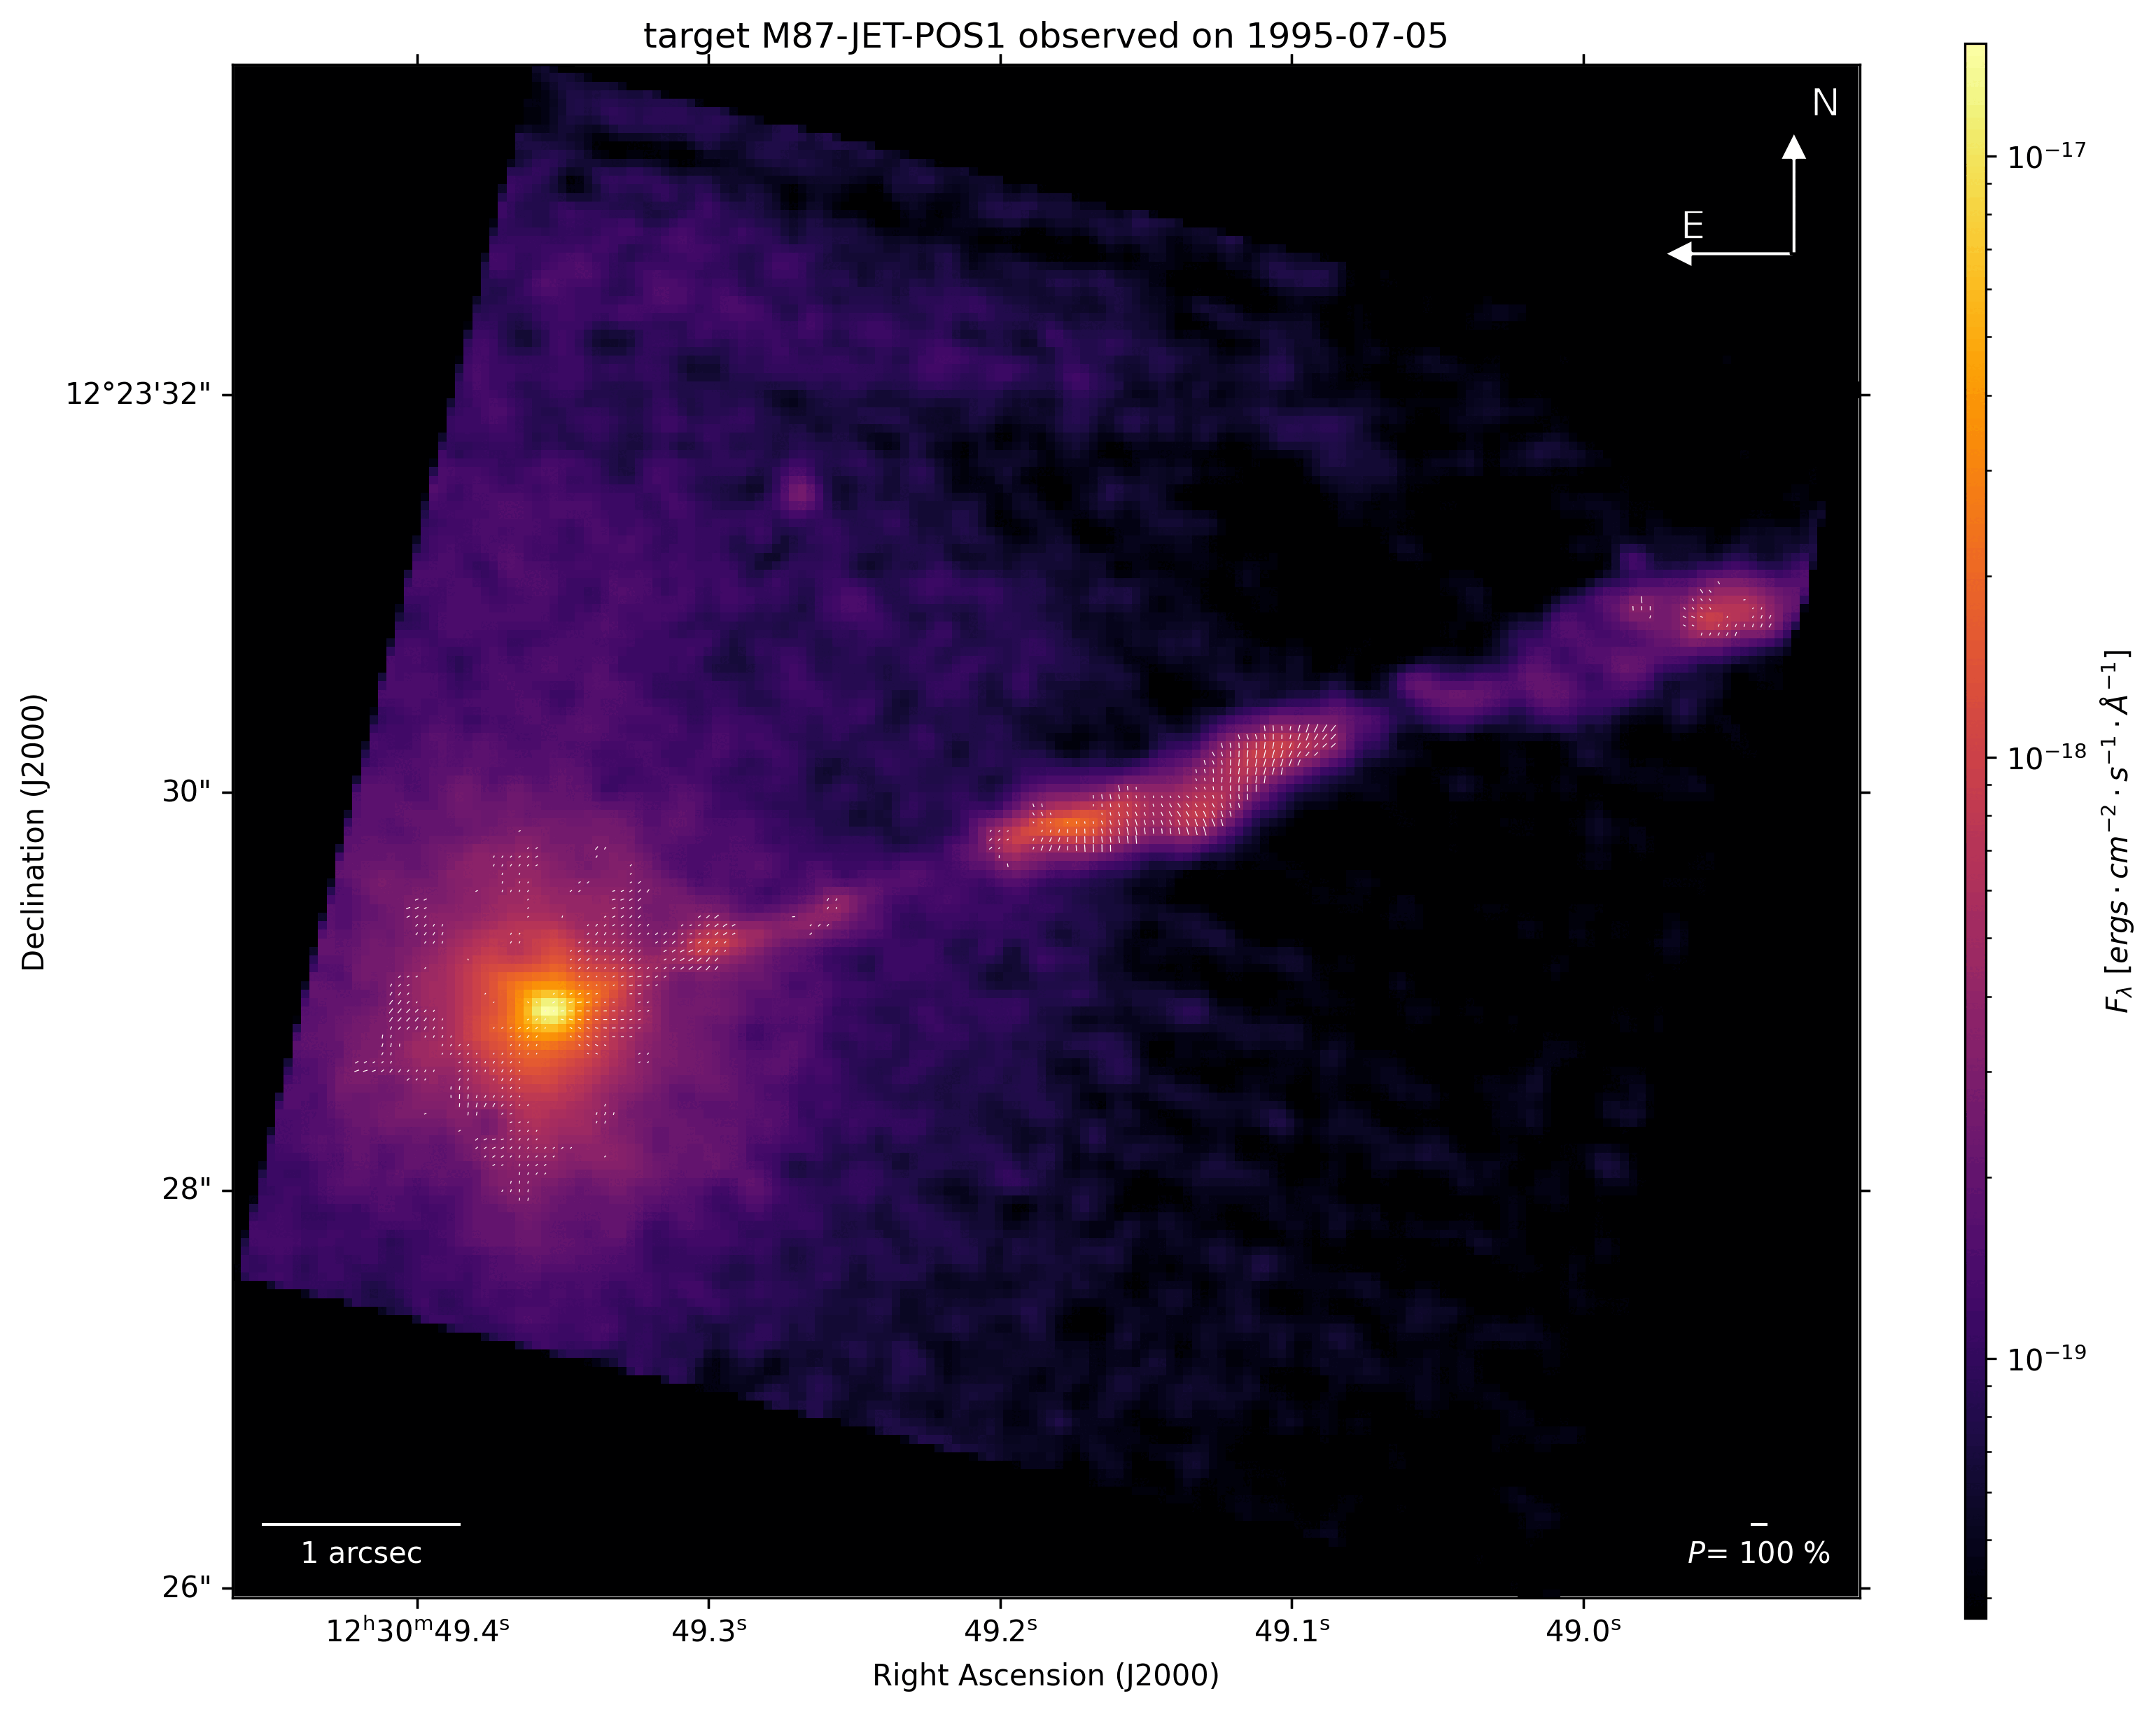 target M87-JET-POS1 observed on 1995-07-05
N
E
12°23'32"
30"
28"
26"
Declination (J2000)
1 arcsec
P= 100 %
12ʰ30ᵐ49.4ˢ 49.3ˢ 49.2ˢ 49.1ˢ 49.0ˢ
Right Ascension (J2000)
10⁻¹⁷
10⁻¹⁸
10⁻¹⁹
F_λ [ergs · cm⁻² · s⁻¹ · Å⁻¹]